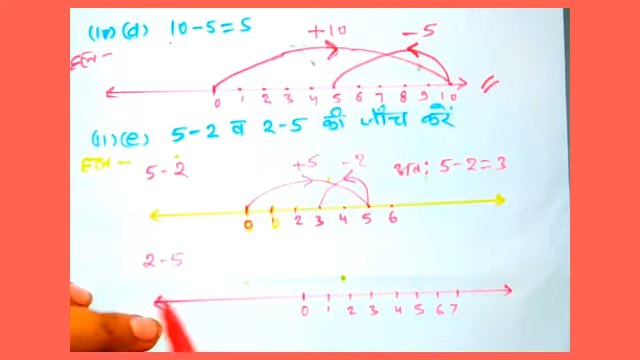 (10) (d) 10-5=5
+10 -5
हल-
0 1 2 3 4 5 6 7 8 9 10
(11) (e) 5-2 व 2-5 की जाँच करें
हल-
5-2
+5 -2
अतः 5-2=3
0 1 2 3 4 5 6
2-5
0 1 2 3 4 5 6 7